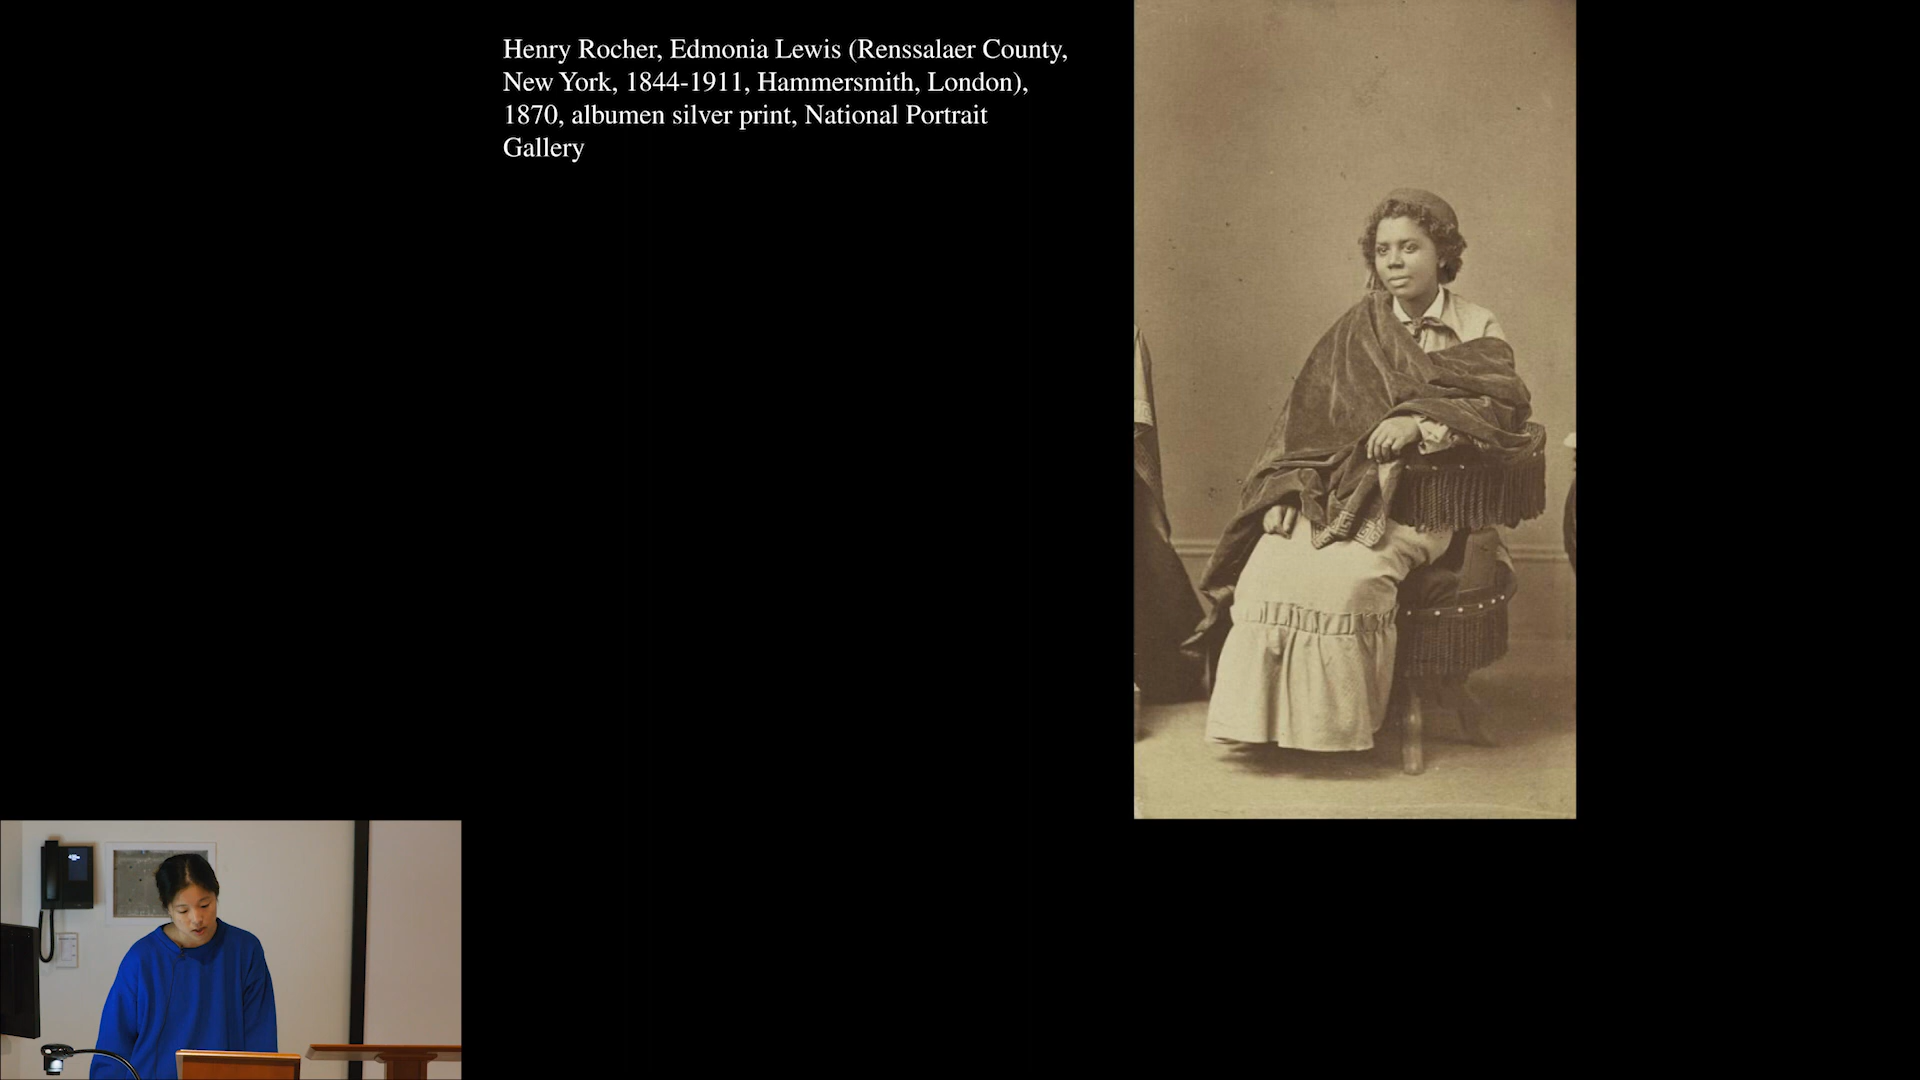 Henry Rocher, Edmonia Lewis (Renssalaer County,
New York, 1844-1911, Hammersmith, London),
1870, albumen silver print, National Portrait
Gallery